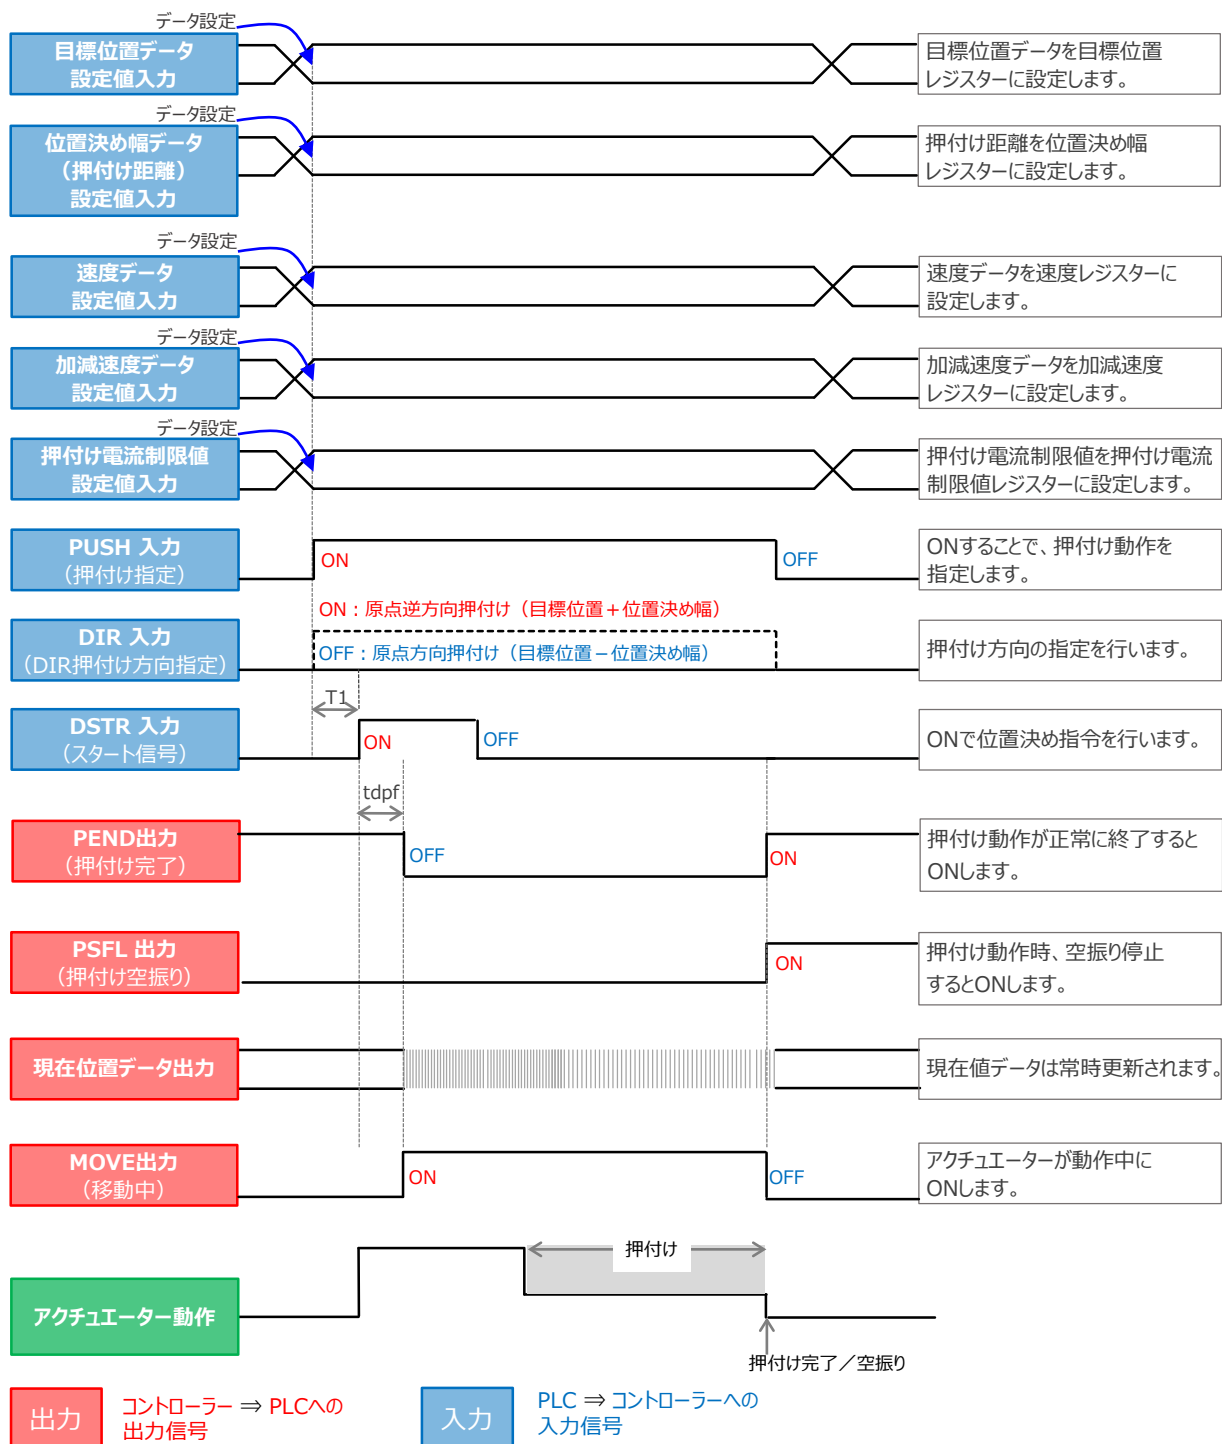 データ設定
目標位置データ
設定値入力
目標位置データを目標位置
レジスターに設定します。
データ設定
位置決め幅データ
（押付け距離）
設定値入力
押付け距離を位置決め幅
レジスターに設定します。
データ設定
速度データ
設定値入力
速度データを速度レジスターに
設定します。
データ設定
加減速度データ
設定値入力
加減速度データを加減速度
レジスターに設定します。
データ設定
押付け電流制限値
設定値入力
押付け電流制限値を押付け電流
制限値レジスターに設定します。
PUSH 入力
（押付け指定）
ON
OFF
ONすることで、押付け動作を
指定します。
ON：原点逆方向押付け（目標位置＋位置決め幅）
DIR 入力
（DIR押付け方向指定）
OFF：原点方向押付け（目標位置－位置決め幅）
押付け方向の指定を行います。
T1
DSTR 入力
（スタート信号）
ON
OFF
ONで位置決め指令を行います。
tdpf
PEND出力
（押付け完了）
OFF
ON
押付け動作が正常に終了すると
ONします。
PSFL 出力
（押付け空振り）
ON
押付け動作時、空振り停止
するとONします。
現在位置データ出力
現在値データは常時更新されます。
MOVE出力
（移動中）
ON
OFF
アクチュエーターが動作中に
ONします。
押付け
アクチュエーター動作
押付け完了／空振り
出力
コントローラー ⇒ PLCへの
出力信号
入力
PLC ⇒ コントローラーへの
入力信号